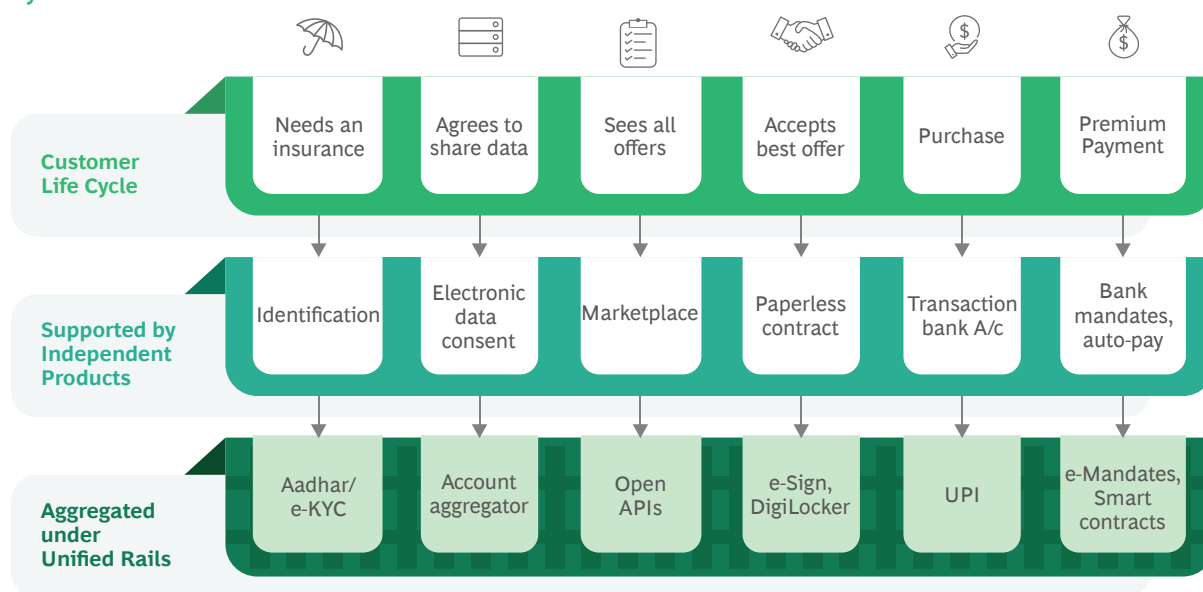 Needs an
insurance
Agrees to
share data
Sees all
offers
Accepts
best offer
Purchase
Premium
Payment
Customer
Life Cycle
Identification
Electronic
data
consent
Marketplace
Paperless
contract
Transaction
bank A/c
Bank
mandates,
auto-pay
Supported by
Independent
Products
Aadhar/
e-KYC
Account
aggregator
Open
APIs
e-Sign,
DigiLocker
UPI
e-Mandates,
Smart
contracts
Aggregated
under
Unified Rails